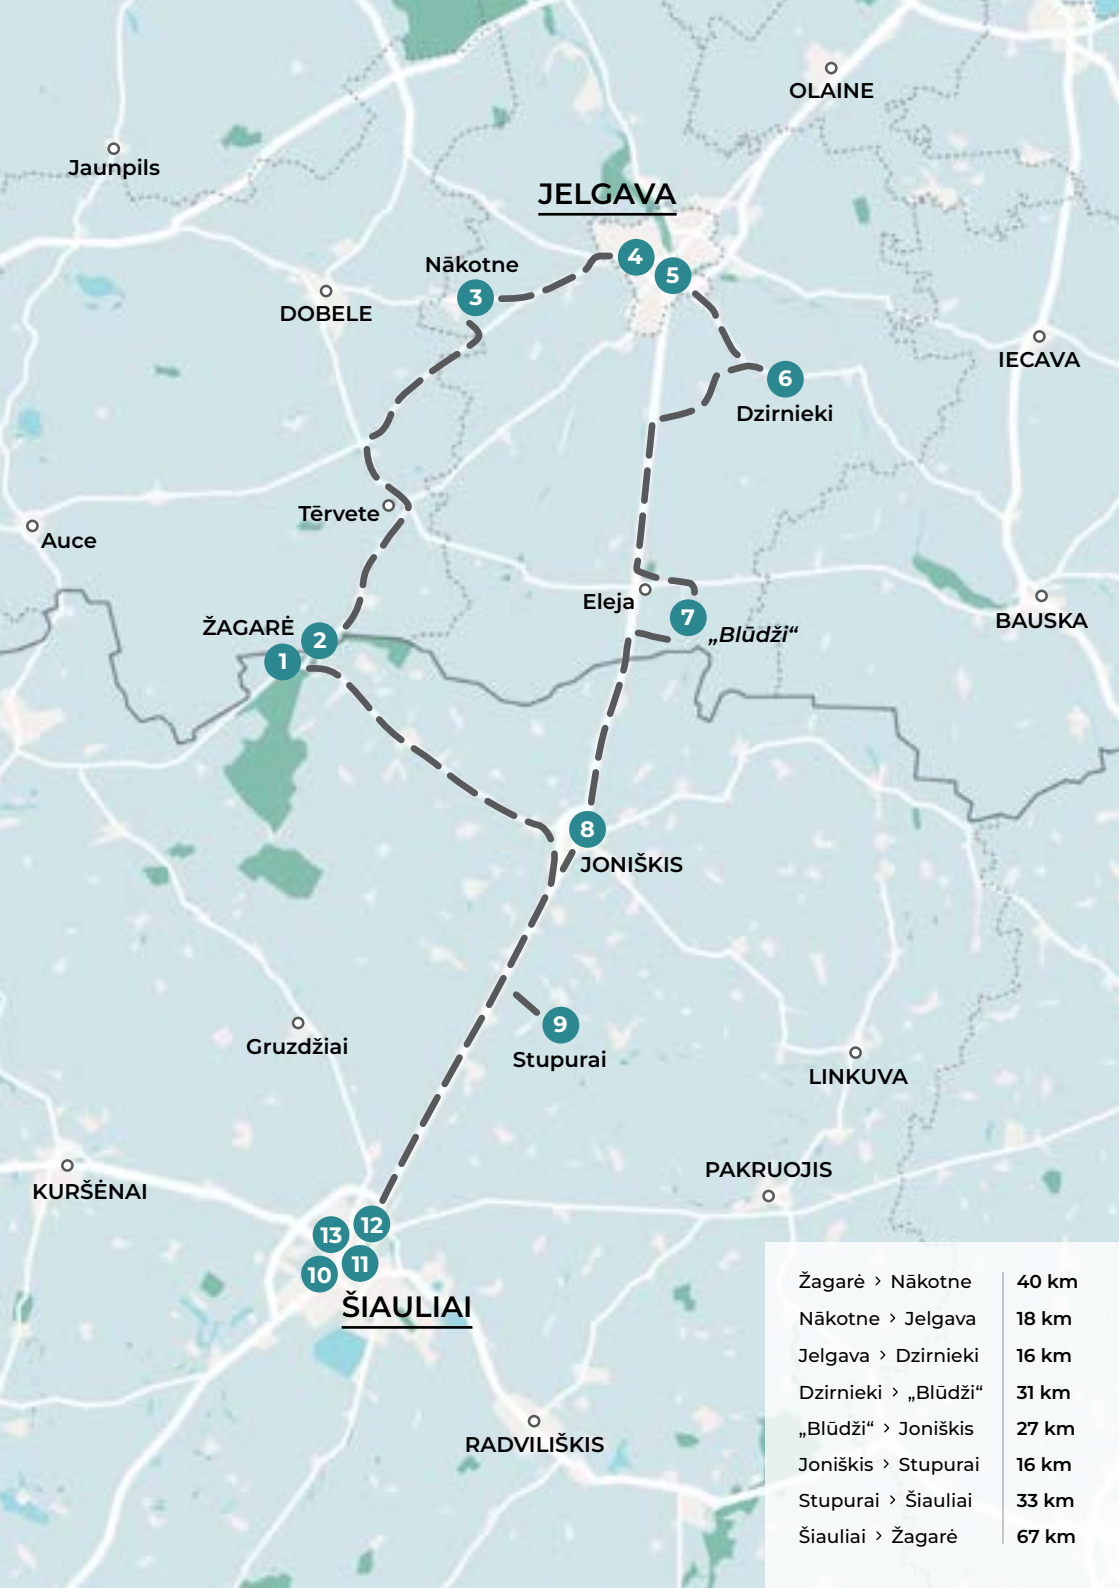 OLAINE
Jaunpils
JELGAVA
Nākotne
4
5
3
DOBELE
IECAVA
6
Dzirnieki
Tērvete
Auce
Eleja
BAUSKA
ŽAGARĖ
2
7
„Blūdži“
1
8
JONIŠKIS
9
Gruzdžiai
Stupurai
LINKUVA
PAKRUOJIS
KURŠĖNAI
13
12
10
11
ŠIAULIAI
RADVILIŠKIS
Žagarė › Nākotne 40 km
Nākotne › Jelgava 18 km
Jelgava › Dzirnieki 16 km
Dzirnieki › „Blūdži“ 31 km
„Blūdži“ › Joniškis 27 km
Joniškis › Stupurai 16 km
Stupurai › Šiauliai 33 km
Šiauliai › Žagarė 67 km